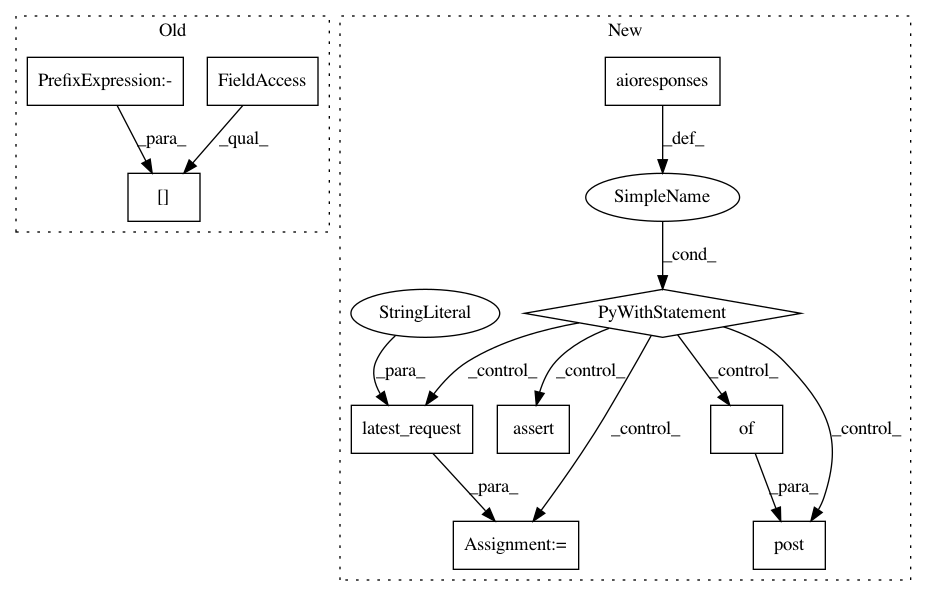 Old
New
PrefixExpression:-
FieldAccess
aioresponses
_para_
_qual_
_def_
[]
SimpleName
_cond_
StringLiteral
PyWithStatement
_para_
_control_
_control_
_control_
_control_
_control_
latest_request
assert
of
_para_
_para_
Assignment:=
post